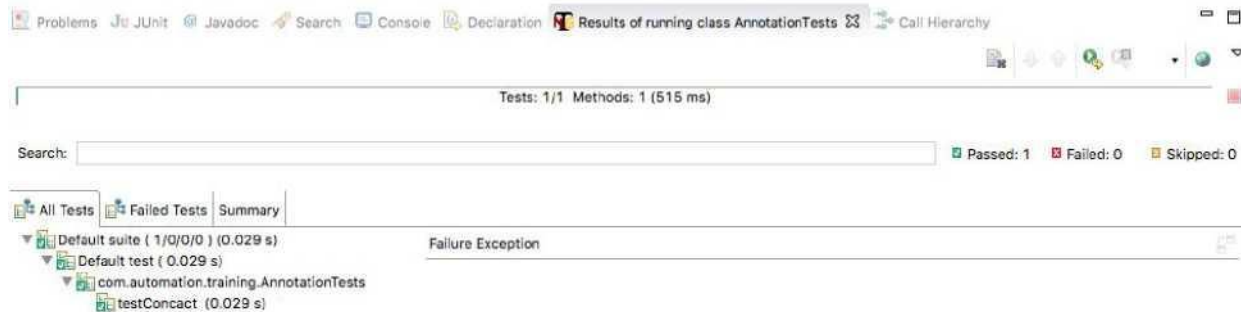 Problems JUnit Javadoc Search Console Declaration Results of running class AnnotationTests Call Hierarchy
Tests: 1/1 Methods: 1 (515 ms)
Search: Passed: 1 Failed: 0 Skipped: 0
All Tests Failed Tests Summary
Default suite ( 1/0/0/0 ) (0.029 s) Failure Exception
Default test ( 0.029 s)
com.automation.training.AnnotationTests
testConcact (0.029 s)